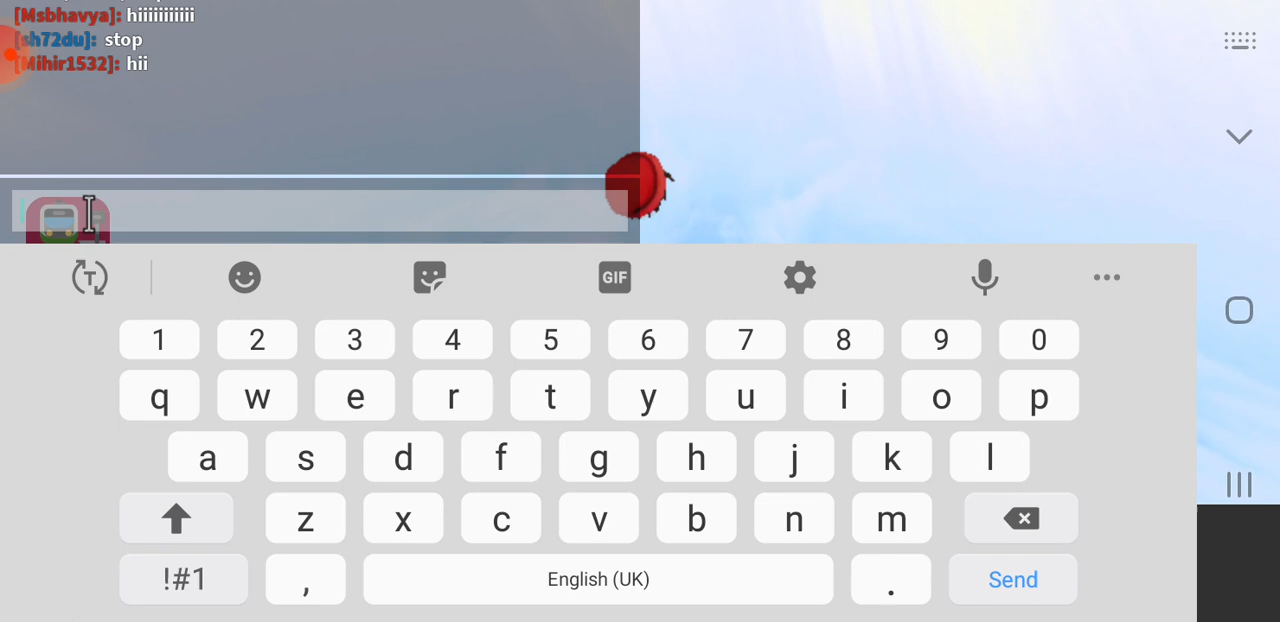 [Msbhavya]: hiiiiiiiiiii
[sh72du]: stop
[Mihir1532]: hii
T GIF
1 2 3 4 5 6 7 8 9 0
q w e r t y u i o p
a s d f g h j k l
z x c v b n m
!#1 , English (UK) . Send